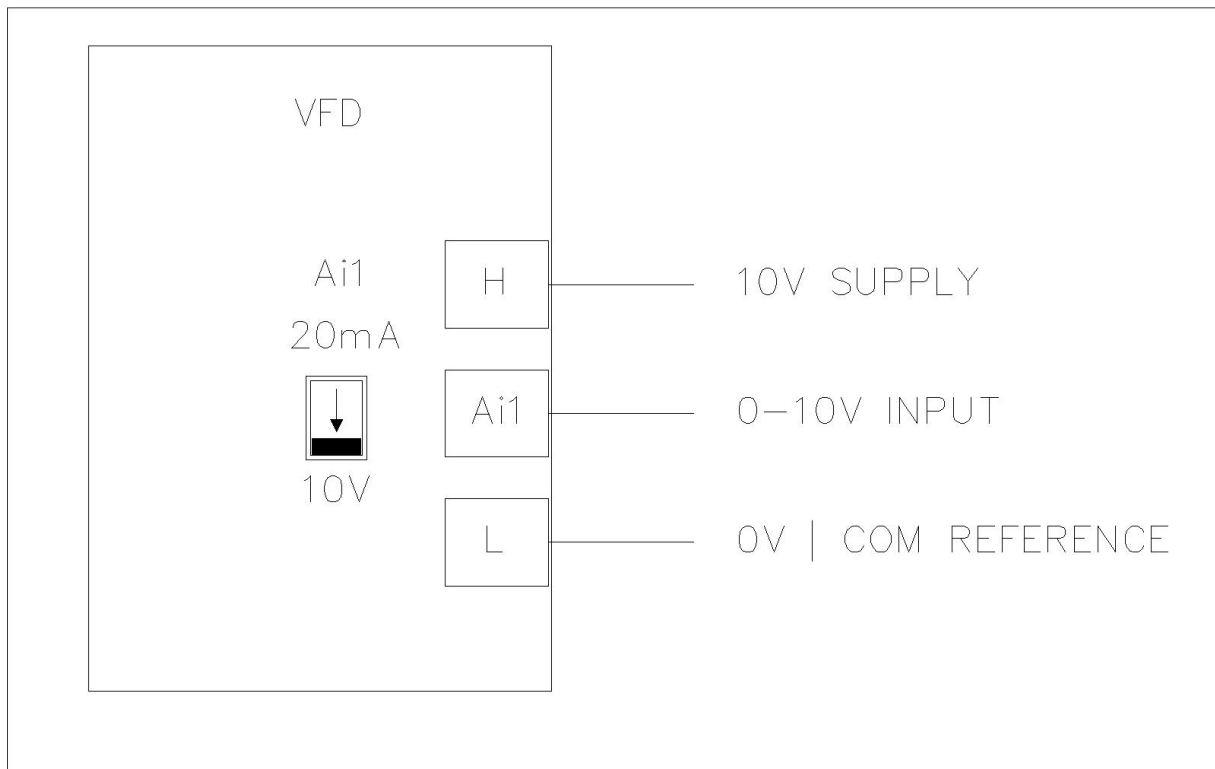 VFD
Ai1
20mA
10V
H
10V SUPPLY
Ai1
0-10V INPUT
L
0V | COM REFERENCE